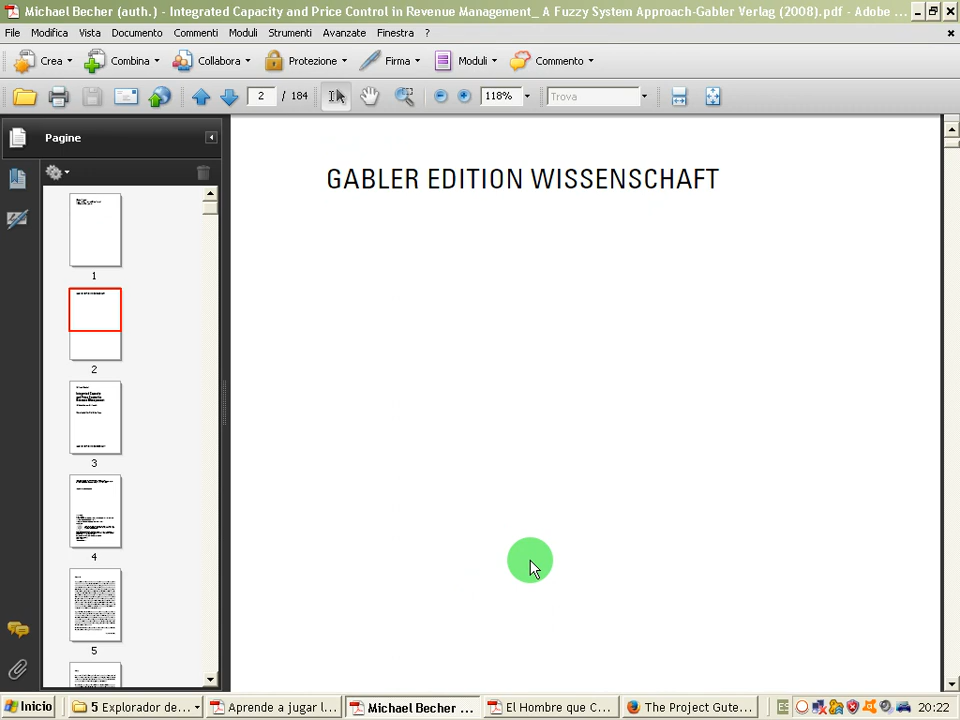 Michael Becher (auth.) - Integrated Capacity and Price Control in Revenue Management_ A Fuzzy System Approach-Gabler Verlag (2008).pdf - Adobe ...
File Modifica Vista Documento Commenti Moduli Strumenti Avanzate Finestra ?
Crea Combina Collabora Protezione Firma Moduli Commento
2 / 184 118% Trova
Pagine
GABLER EDITION WISSENSCHAFT
1
2
3
4
5
Inicio 5 Explorador de... Aprende a jugar l... Michael Becher ... El Hombre que C... The Project Gute... ES 20:22